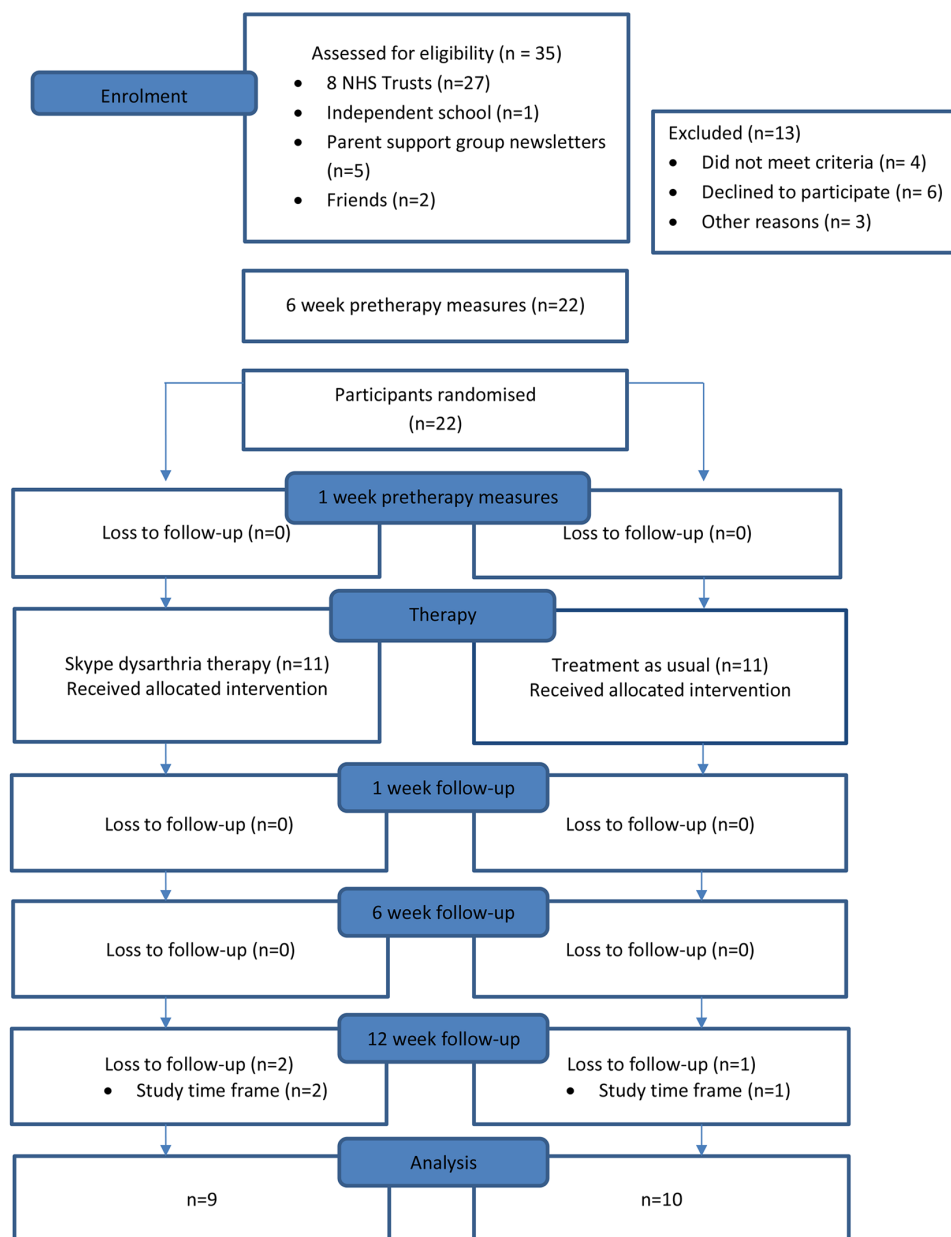 Enrolment
Assessed for eligibility (n = 35)
• 8 NHS Trusts (n=27)
• Independent school (n=1)
• Parent support group newsletters
(n=5)
• Friends (n=2)
Excluded (n=13)
• Did not meet criteria (n= 4)
• Declined to participate (n= 6)
• Other reasons (n= 3)
6 week pretherapy measures (n=22)
Participants randomised
(n=22)
1 week pretherapy measures
Loss to follow-up (n=0)
Loss to follow-up (n=0)
Therapy
Skype dysarthria therapy (n=11)
Received allocated intervention
Treatment as usual (n=11)
Received allocated intervention
1 week follow-up
Loss to follow-up (n=0)
Loss to follow-up (n=0)
6 week follow-up
Loss to follow-up (n=0)
Loss to follow-up (n=0)
12 week follow-up
Loss to follow-up (n=2)
• Study time frame (n=2)
Loss to follow-up (n=1)
• Study time frame (n=1)
Analysis
n=9
n=10